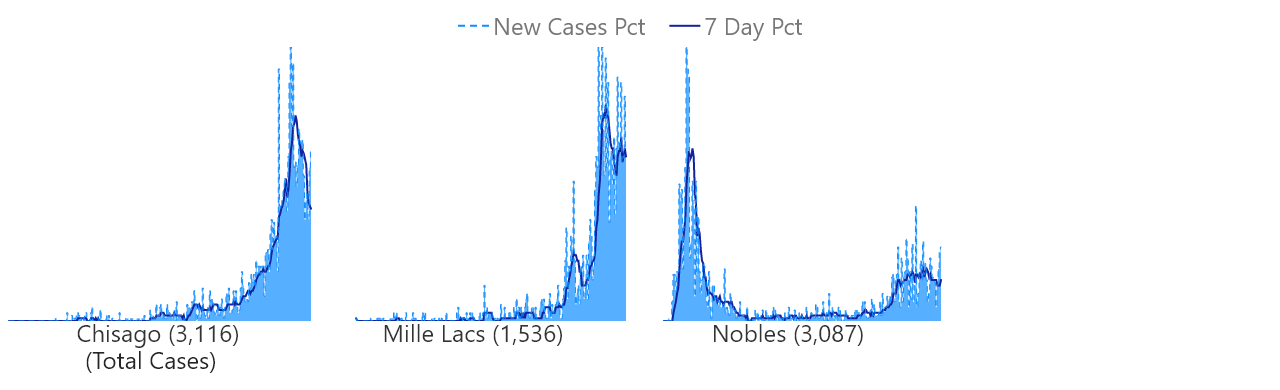 New Cases Pct 7 Day Pct
Chisago (3,116) Mille Lacs (1,536) Nobles (3,087)
(Total Cases)